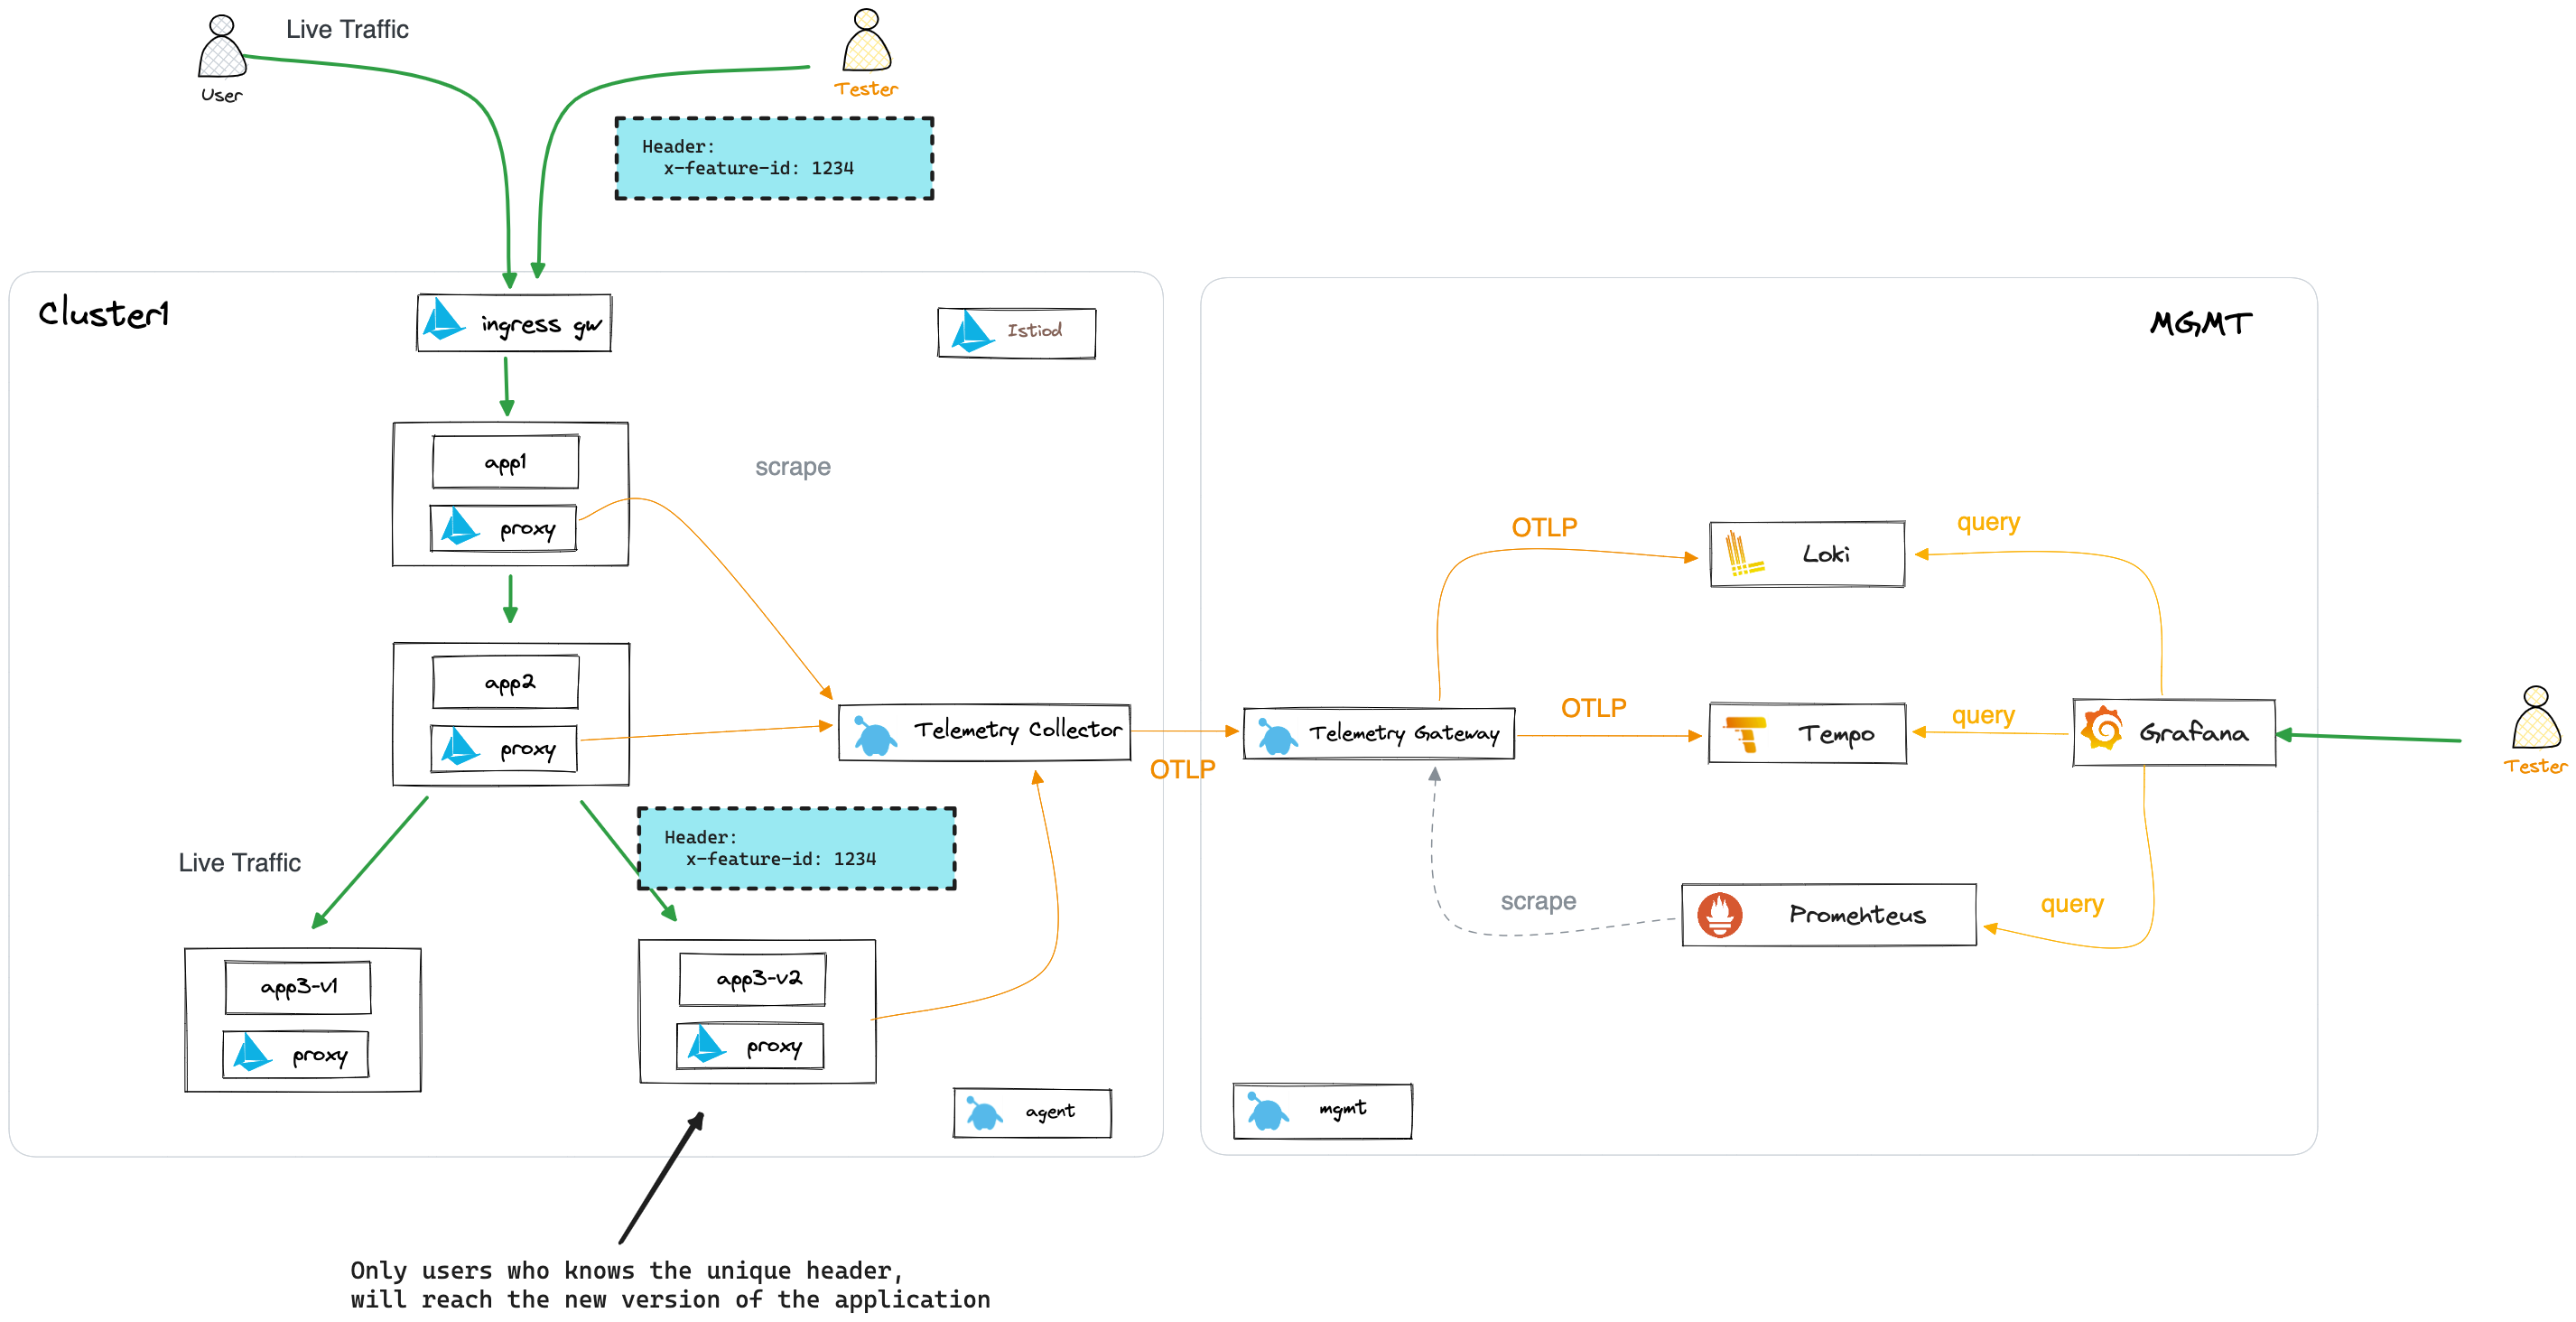 Live Traffic
User
Tester
Header:
x-feature-id: 1234
Cluster1
ingress gw
Istiod
MGMT
app1
proxy
scrape
OTLP
Loki
query
app2
proxy
Telemetry Collector
OTLP
Telemetry Gateway
OTLP
Tempo
query
Grafana
Tester
Header:
x-feature-id: 1234
Live Traffic
scrape
Promehteus
query
app3-v1
proxy
app3-v2
proxy
agent
mgmt
Only users who knows the unique header,
will reach the new version of the application